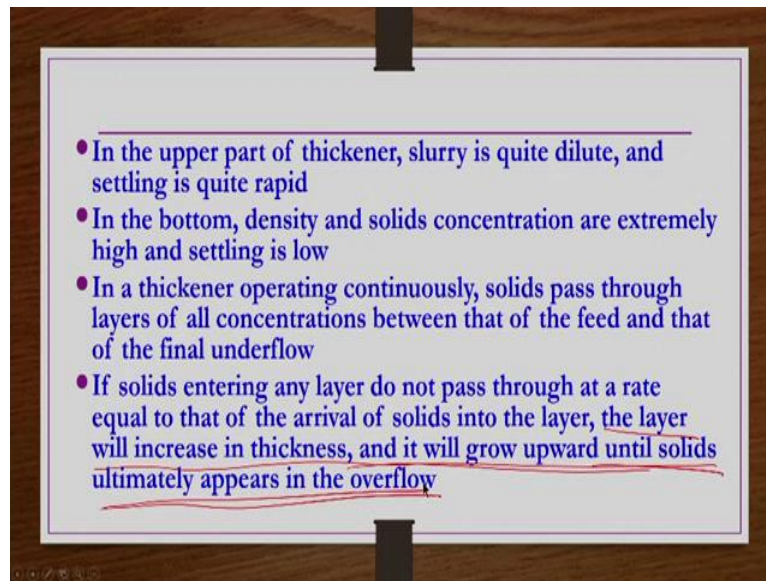 •In the upper part of thickener, slurry is quite dilute, and
settling is quite rapid
•In the bottom, density and solids concentration are extremely
high and settling is low
•In a thickener operating continuously, solids pass through
layers of all concentrations between that of the feed and that
of the final underflow
•If solids entering any layer do not pass through at a rate
equal to that of the arrival of solids into the layer, the layer
will increase in thickness, and it will grow upward until solids
ultimately appears in the overflow